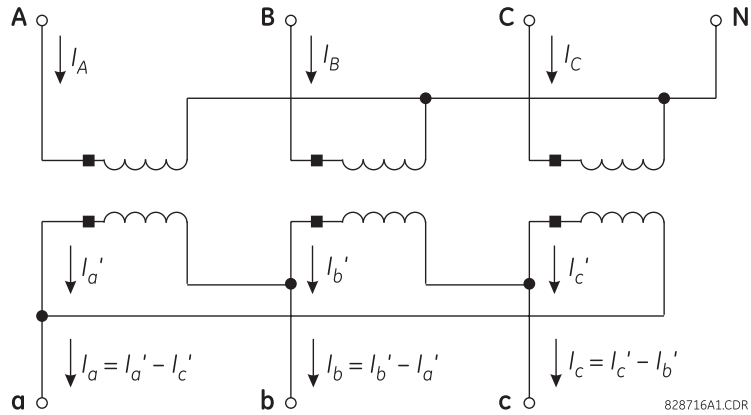 A B C N
I_A I_B I_C
I_a' I_b' I_c'
I_a = I_a' – I_c' I_b = I_b' – I_a' I_c = I_c' – I_b'
a b c
828716A1.CDR